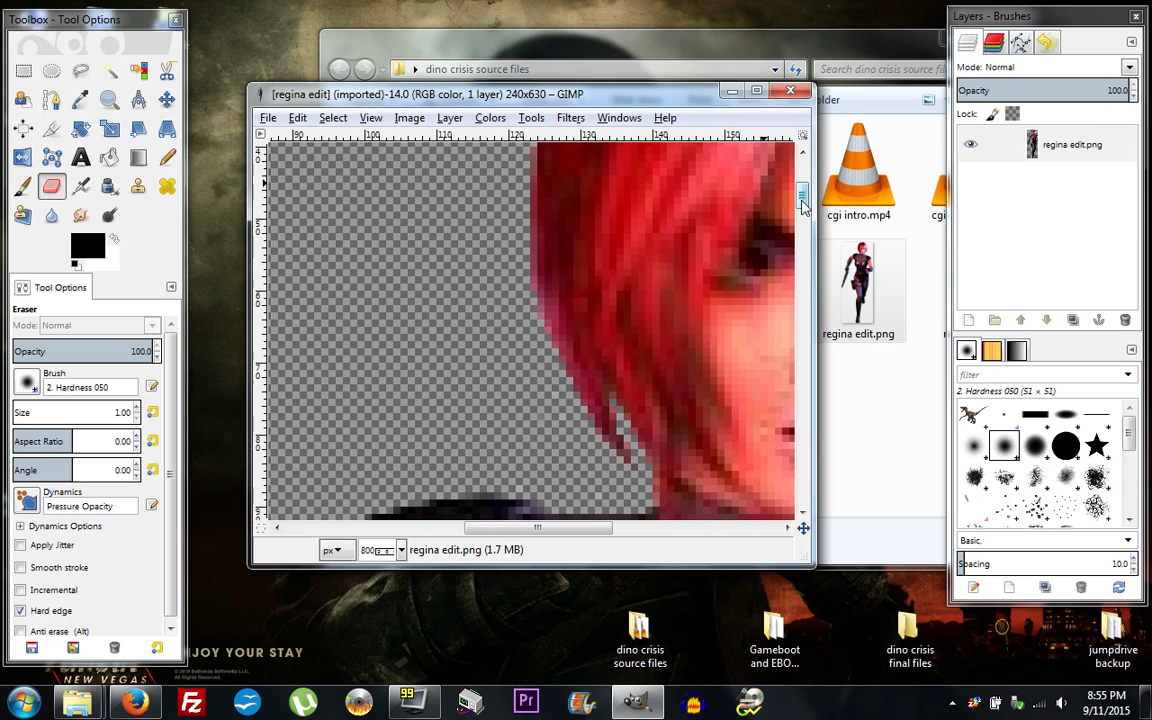 Toolbox - Tool Options
Tool Options
Eraser
Mode: Normal
Opacity 100.0
Brush
2. Hardness 050
Size 1.00
Aspect Ratio 0.00
Angle 0.00
Dynamics
Pressure Opacity
Dynamics Options
Apply Jitter
Smooth stroke
Incremental
Hard edge
Anti erase (Alt)
dino crisis source files
Search dino crisis source files
[regina edit] (imported)-14.0 (RGB color, 1 layer) 240x630 – GIMP
File Edit Select View Image Layer Colors Tools Filters Windows Help
90 100 110 120 130 140 150
px 800 regina edit.png (1.7 MB)
older
cgi intro.mp4
cgi
regina edit.png
Layers - Brushes
Mode: Normal
Opacity 100.0
Lock:
regina edit.png
filter
2. Hardness 050 (51 × 51)
Basic,
Spacing 10.0
ENJOY YOUR STAY
NEW VEGAS
dino crisis source files
Gameboot and EBO...
dino crisis final files
jumpdrive backup
99
Pr
8:55 PM
9/11/2015